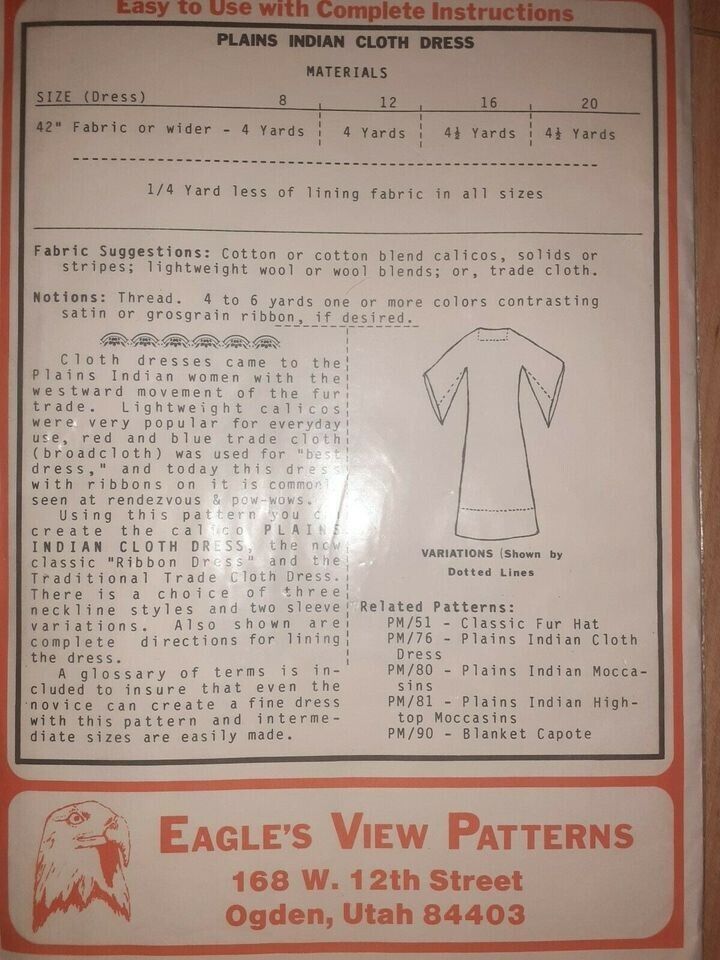 Easy to Use with Complete Instructions
PLAINS INDIAN CLOTH DRESS
MATERIALS
SIZE (Dress) 8 12 16 20
42" Fabric or wider - 4 Yards 4 Yards 4½ Yards 4½ Yards
1/4 Yard less of lining fabric in all sizes
Fabric Suggestions: Cotton or cotton blend calicos, solids or
stripes; lightweight wool or wool blends; or, trade cloth.
Notions: Thread. 4 to 6 yards one or more colors contrasting
satin or grosgrain ribbon, if desired.
Cloth dresses came to the
Plains Indian women with the
westward movement of the fur
trade. Lightweight calicos
were very popular for everyday
use, red and blue trade cloth
(broadcloth) was used for "best
dress," and today this dress
with ribbons on it is commonly
seen at rendezvous & pow-wows.
Using this pattern you can
create the calico PLAINS
INDIAN CLOTH DRESS, the now
classic "Ribbon Dress" and the
Traditional Trade Cloth Dress.
There is a choice of three
neckline styles and two sleeve
variations. Also shown are
complete directions for lining
the dress.
A glossary of terms is in-
cluded to insure that even the
novice can create a fine dress
with this pattern and interme-
diate sizes are easily made.
VARIATIONS (Shown by
Dotted Lines
Related Patterns:
PM/51 - Classic Fur Hat
PM/76 - Plains Indian Cloth
Dress
PM/80 - Plains Indian Mocca-
sins
PM/81 - Plains Indian High-
top Moccasins
PM/90 - Blanket Capote
EAGLE'S VIEW PATTERNS
168 W. 12th Street
Ogden, Utah 84403